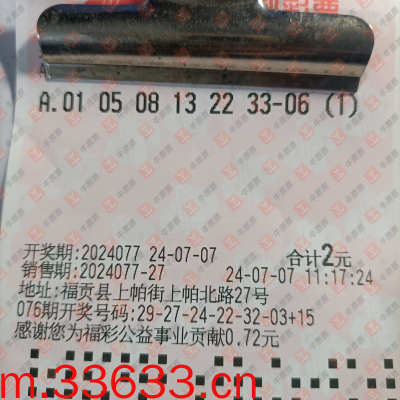 A.01 05 08 13 22 33-06 (1)
开奖期:2024077 24-07-07 合计2元
销售期:2024077-27 24-07-07 11:17:24
地址:福贡县上帕街上帕北路27号
076期开奖号码:29-27-24-22-32-03+15
感谢您为福彩公益事业贡献0.72元
m.33633.cn